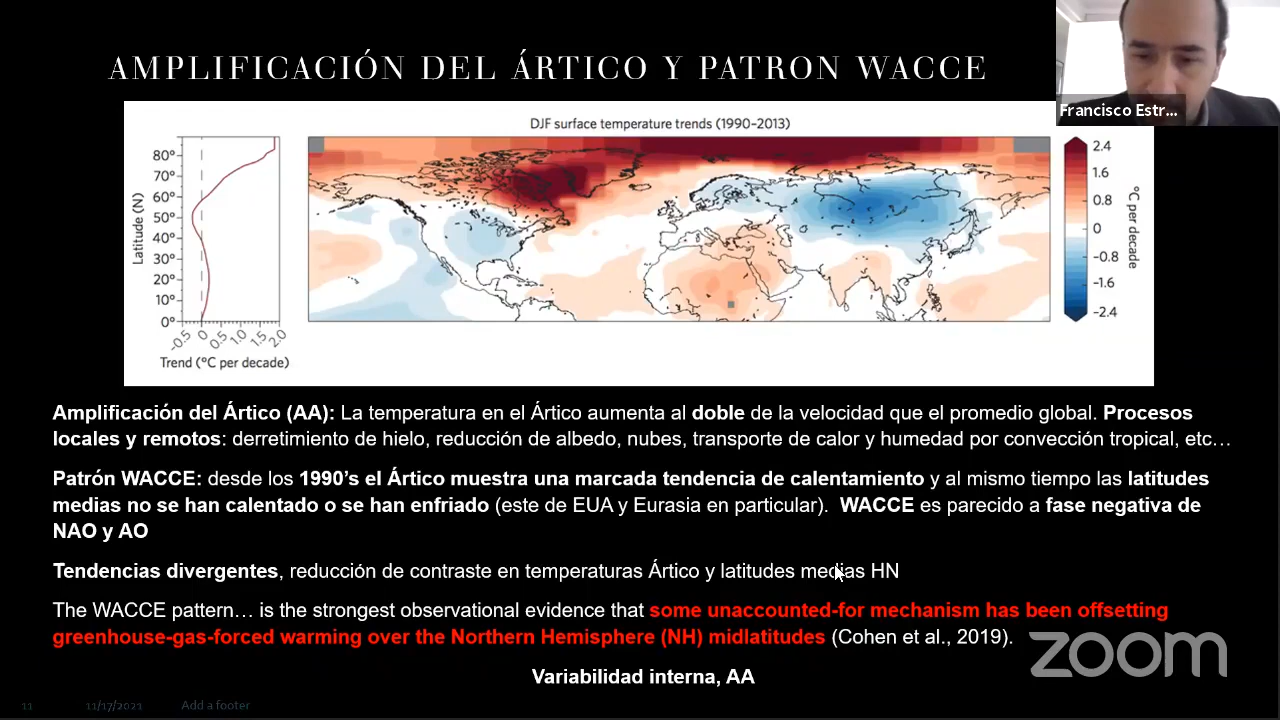 AMPLIFICACIÓN DEL ÁRTICO Y PATRON WACCE
Francisco Estr...
DJF surface temperature trends (1990–2013)
80°
70°
60°
50°
40°
30°
20°
10°
0°
Latitude (N)
-0.5
0
0.5
1.0
1.5
2.0
Trend (°C per decade)
2.4
1.6
0.8
0
–0.8
–1.6
–2.4
°C per decade
Amplificación del Ártico (AA): La temperatura en el Ártico aumenta al doble de la velocidad que el promedio global. Procesos
locales y remotos: derretimiento de hielo, reducción de albedo, nubes, transporte de calor y humedad por convección tropical, etc…
Patrón WACCE: desde los 1990's el Ártico muestra una marcada tendencia de calentamiento y al mismo tiempo las latitudes
medias no se han calentado o se han enfriado (este de EUA y Eurasia en particular). WACCE es parecido a fase negativa de
NAO y AO
Tendencias divergentes, reducción de contraste en temperaturas Ártico y latitudes medias HN
The WACCE pattern… is the strongest observational evidence that some unaccounted-for mechanism has been offsetting
greenhouse-gas-forced warming over the Northern Hemisphere (NH) midlatitudes (Cohen et al., 2019).
zoom
Variabilidad interna, AA
11
11/17/2021
Add a footer